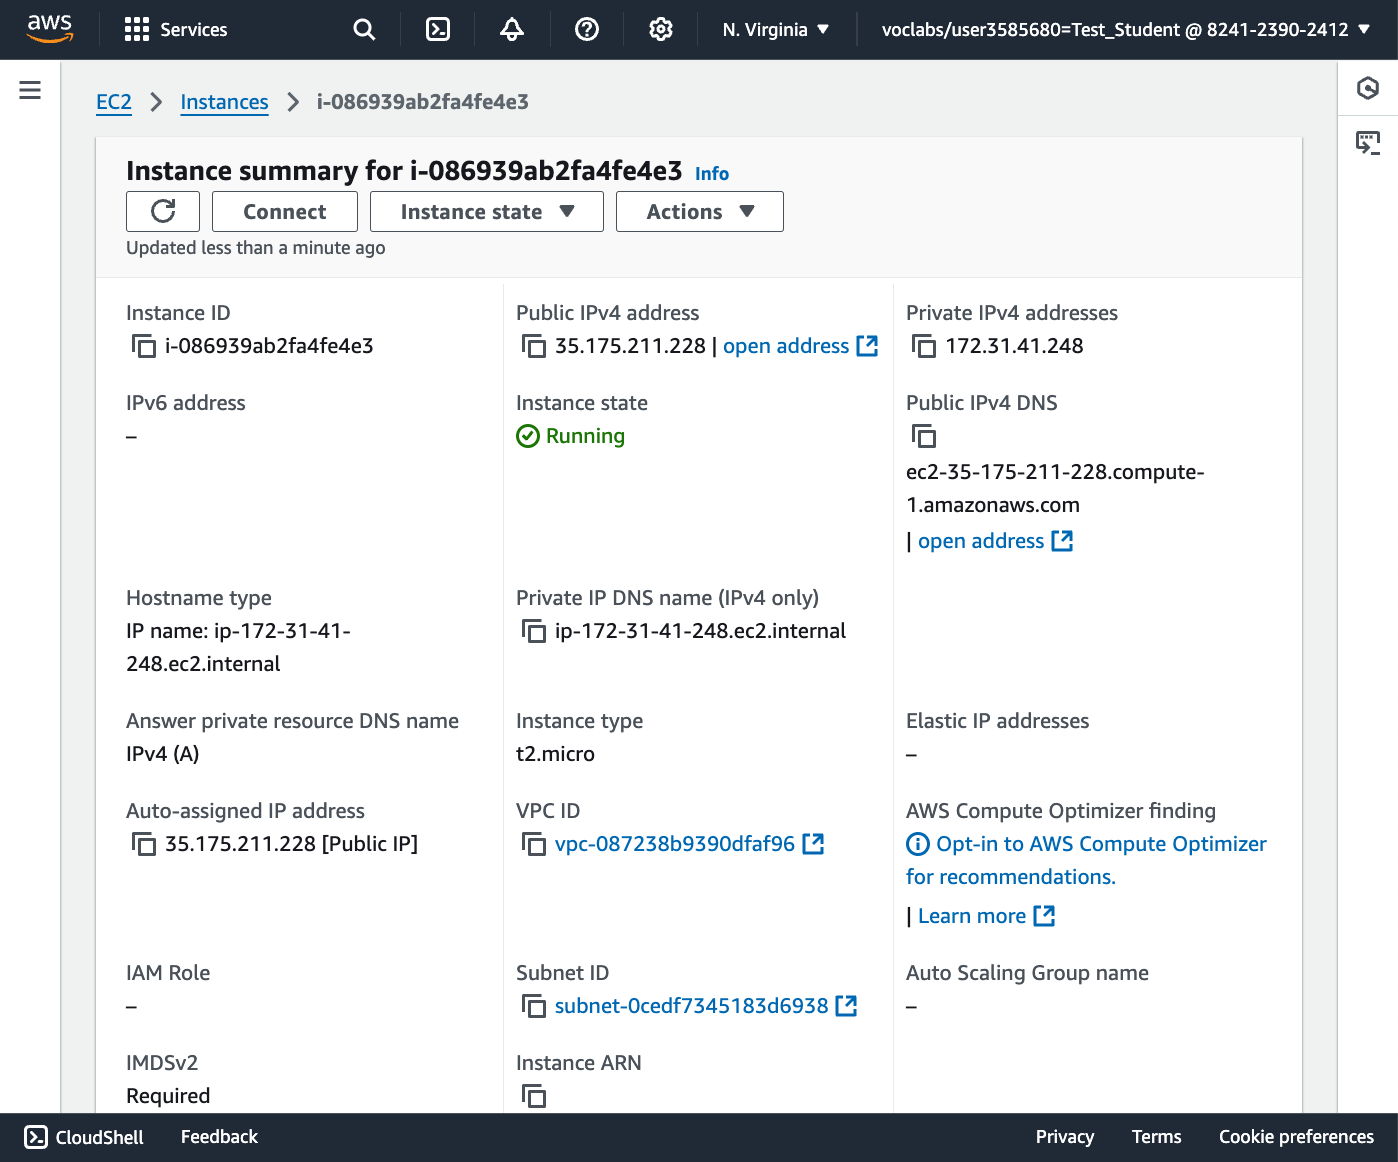 aws
Services
N. Virginia
voclabs/user3585680=Test_Student @ 8241-2390-2412
EC2
Instances
i-086939ab2fa4fe4e3
Instance summary for i-086939ab2fa4fe4e3 Info
Connect
Instance state
Actions
Updated less than a minute ago
Instance ID
i-086939ab2fa4fe4e3
Public IPv4 address
35.175.211.228 | open address
Private IPv4 addresses
172.31.41.248
IPv6 address
–
Instance state
Running
Public IPv4 DNS
ec2-35-175-211-228.compute-
1.amazonaws.com
| open address
Hostname type
IP name: ip-172-31-41-
248.ec2.internal
Private IP DNS name (IPv4 only)
ip-172-31-41-248.ec2.internal
Answer private resource DNS name
IPv4 (A)
Instance type
t2.micro
Elastic IP addresses
–
Auto-assigned IP address
35.175.211.228 [Public IP]
VPC ID
vpc-087238b9390dfaf96
AWS Compute Optimizer finding
Opt-in to AWS Compute Optimizer
for recommendations.
| Learn more
IAM Role
–
Subnet ID
subnet-0cedf7345183d6938
Auto Scaling Group name
–
IMDSv2
Required
Instance ARN
CloudShell
Feedback
Privacy
Terms
Cookie preferences